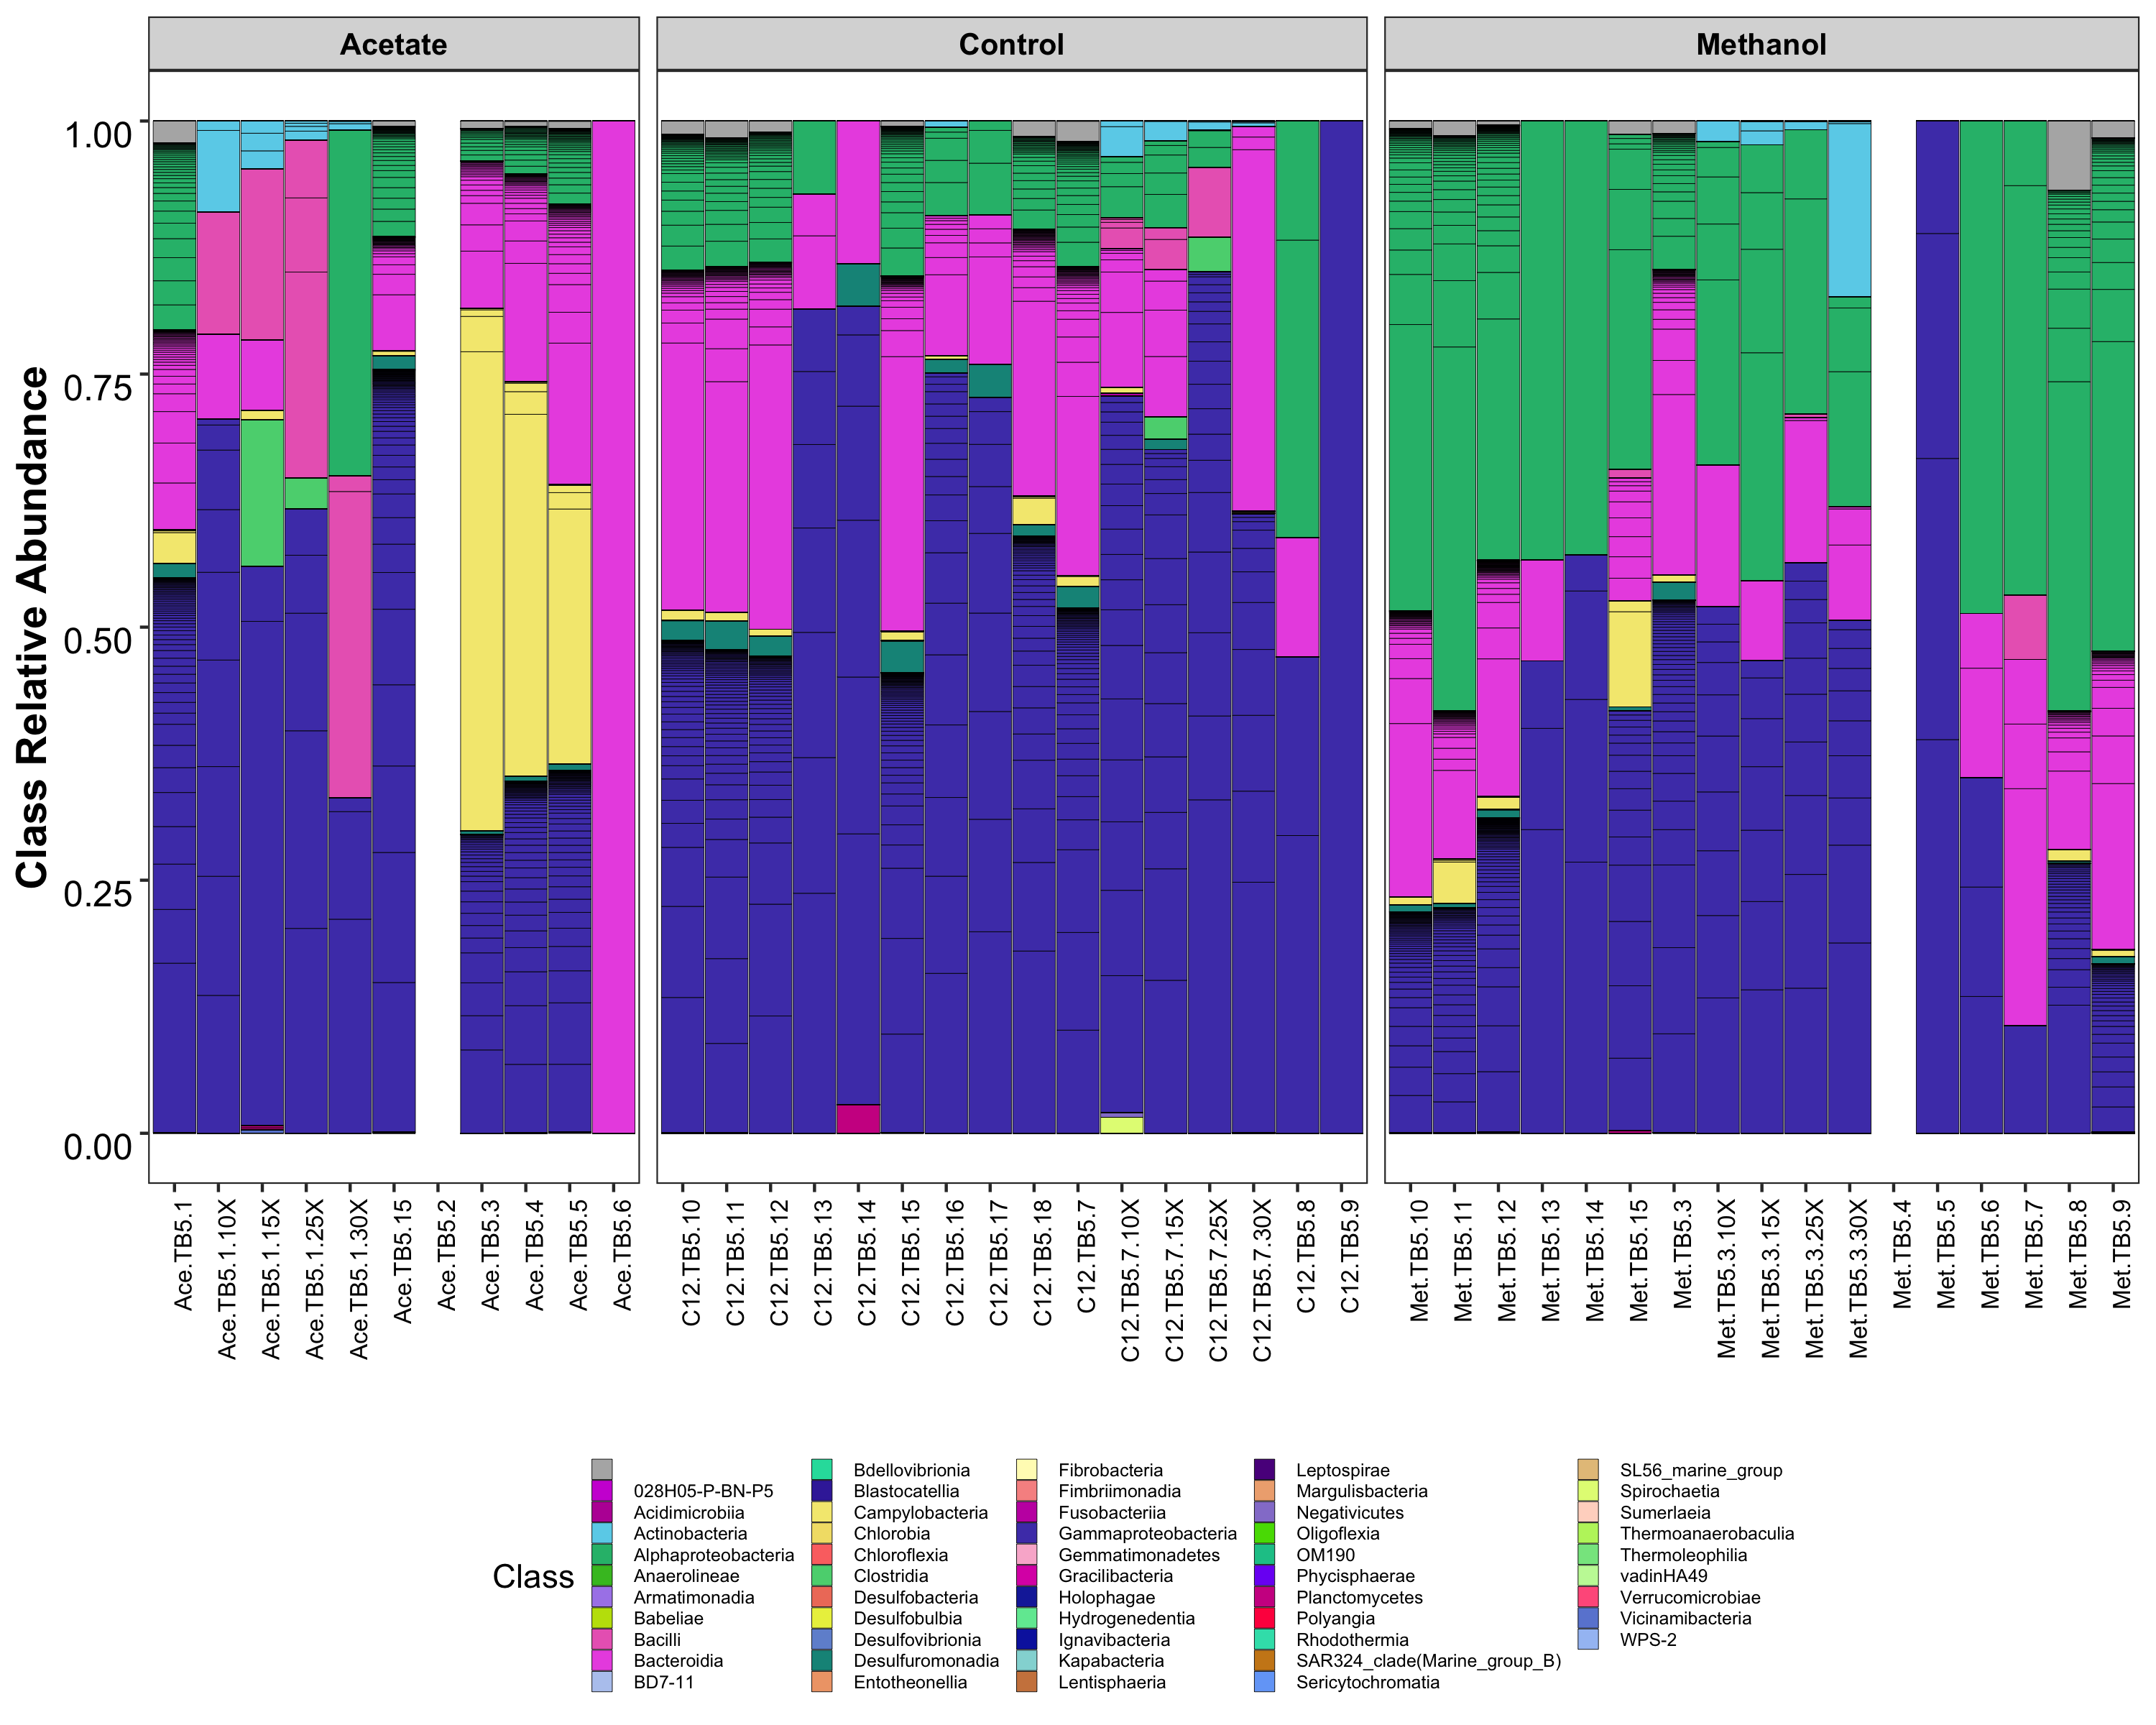 Acetate
Control
Methanol
Class Relative Abundance
1.00
0.75
0.50
0.25
0.00
Ace.TB5.1
Ace.TB5.1.10X
Ace.TB5.1.15X
Ace.TB5.1.25X
Ace.TB5.1.30X
Ace.TB5.15
Ace.TB5.2
Ace.TB5.3
Ace.TB5.4
Ace.TB5.5
Ace.TB5.6
C12.TB5.10
C12.TB5.11
C12.TB5.12
C12.TB5.13
C12.TB5.14
C12.TB5.15
C12.TB5.16
C12.TB5.17
C12.TB5.18
C12.TB5.7
C12.TB5.7.10X
C12.TB5.7.15X
C12.TB5.7.25X
C12.TB5.7.30X
C12.TB5.8
C12.TB5.9
Met.TB5.10
Met.TB5.11
Met.TB5.12
Met.TB5.13
Met.TB5.14
Met.TB5.15
Met.TB5.3
Met.TB5.3.10X
Met.TB5.3.15X
Met.TB5.3.25X
Met.TB5.3.30X
Met.TB5.4
Met.TB5.5
Met.TB5.6
Met.TB5.7
Met.TB5.8
Met.TB5.9
Class
028H05-P-BN-P5
Acidimicrobiia
Actinobacteria
Alphaproteobacteria
Anaerolineae
Armatimonadia
Babeliae
Bacilli
Bacteroidia
BD7-11
Bdellovibrionia
Blastocatellia
Campylobacteria
Chlorobia
Chloroflexia
Clostridia
Desulfobacteria
Desulfobulbia
Desulfovibrionia
Desulfuromonadia
Entotheonellia
Fibrobacteria
Fimbriimonadia
Fusobacteriia
Gammaproteobacteria
Gemmatimonadetes
Gracilibacteria
Holophagae
Hydrogenedentia
Ignavibacteria
Kapabacteria
Lentisphaeria
Leptospirae
Margulisbacteria
Negativicutes
Oligoflexia
OM190
Phycisphaerae
Planctomycetes
Polyangia
Rhodothermia
SAR324_clade(Marine_group_B)
Sericytochromatia
SL56_marine_group
Spirochaetia
Sumerlaeia
Thermoanaerobaculia
Thermoleophilia
vadinHA49
Verrucomicrobiae
Vicinamibacteria
WPS-2